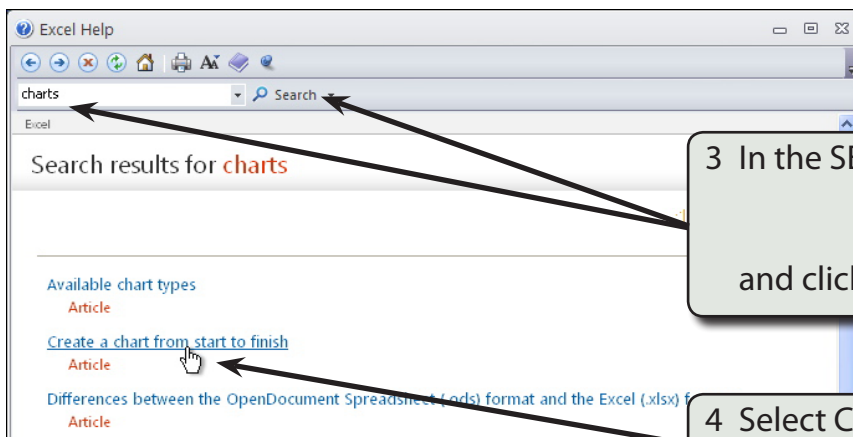 Excel Help
charts
Search
Excel
Search results for charts
3 In the
and
Available chart types
Article
Create a chart from start to finish
Article
Differences between the OpenDocument Spreadsheet (.ods) format and the Excel (.xlsx)
Article
4 Select